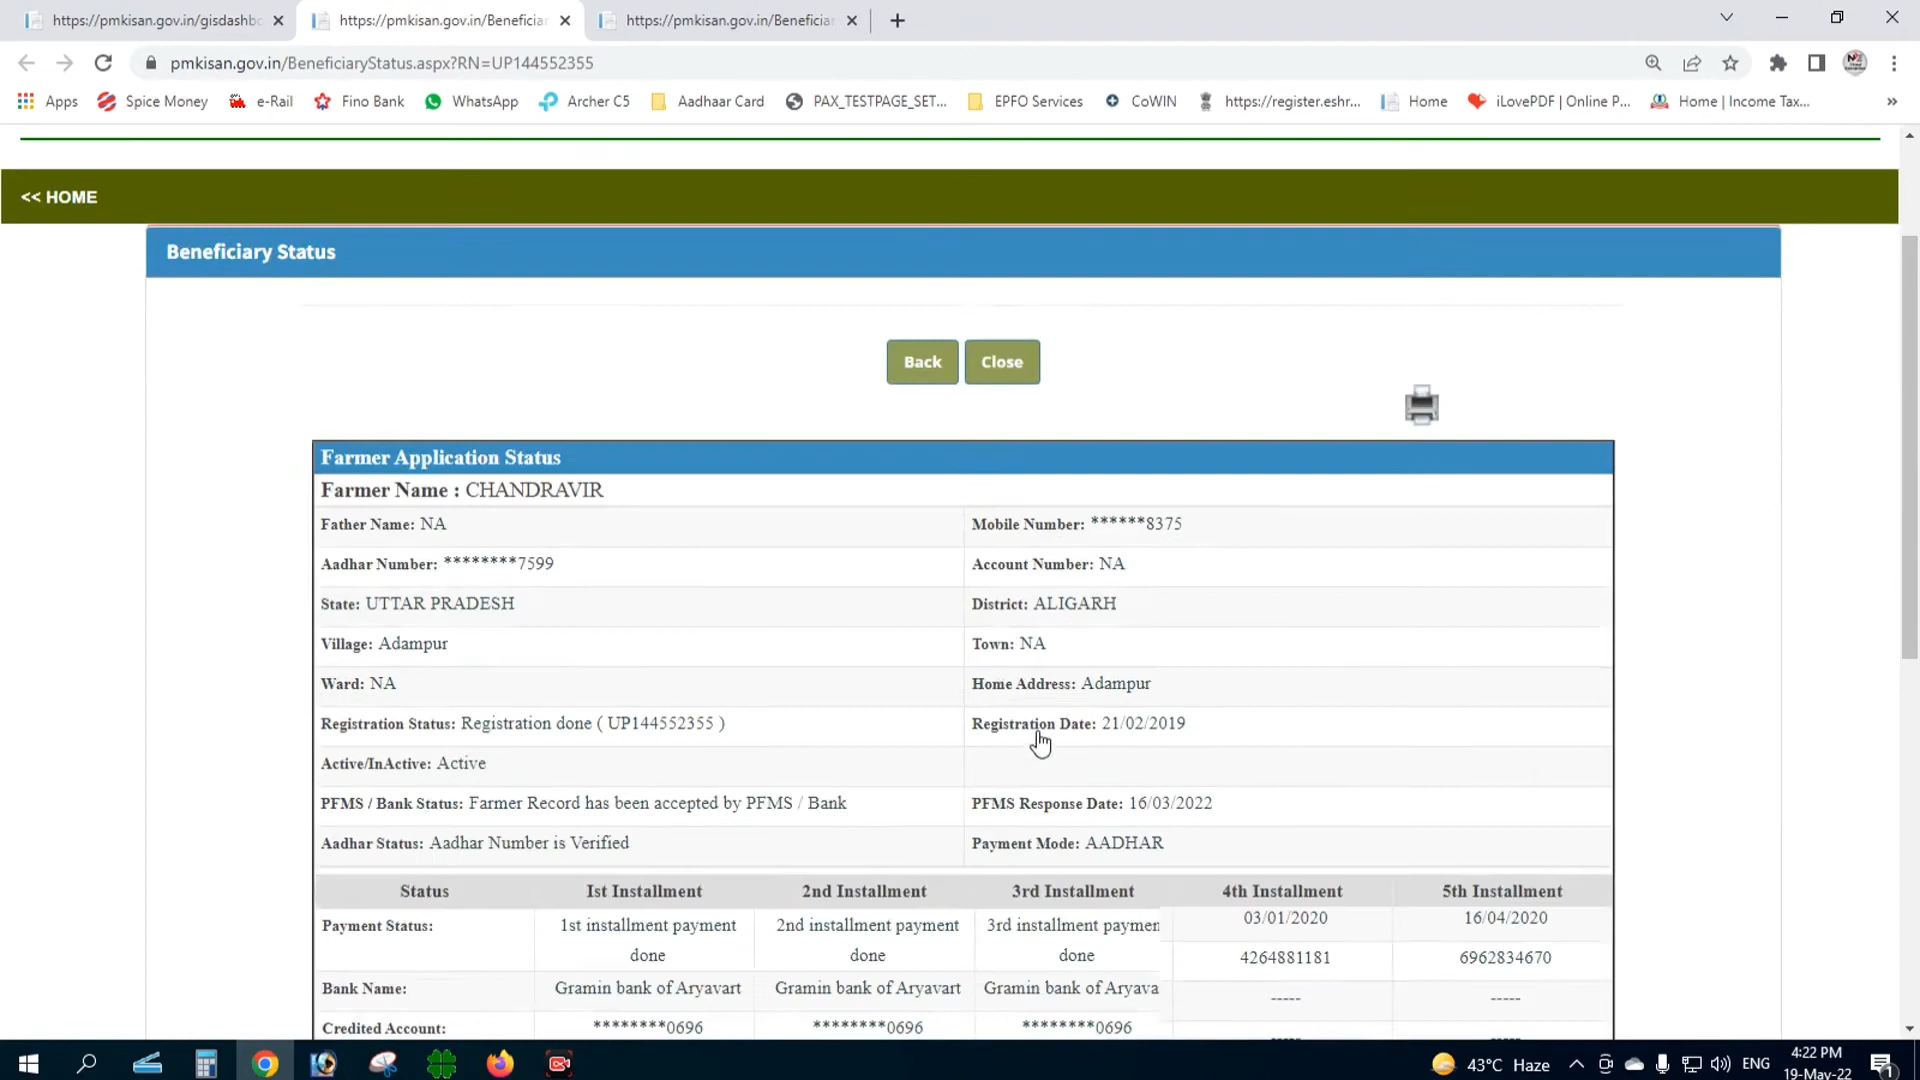 https://pmkisan.gov.in/gisdashbo
https://pmkisan.gov.in/Beneficiar
https://pmkisan.gov.in/Beneficiar
pmkisan.gov.in/BeneficiaryStatus.aspx?RN=UP144552355
Apps Spice Money e-Rail Fino Bank WhatsApp Archer C5 Aadhaar Card PAX_TESTPAGE_SET... EPFO Services CoWIN https://register.eshr... Home iLovePDF | Online P... Home | Income Tax... »
<< HOME
Beneficiary Status
Back Close
Farmer Application Status
Farmer Name : CHANDRAVIR
Father Name: NA Mobile Number: ******8375
Aadhar Number: ********7599 Account Number: NA
State: UTTAR PRADESH District: ALIGARH
Village: Adampur Town: NA
Ward: NA Home Address: Adampur
Registration Status: Registration done ( UP144552355 ) Registration Date: 21/02/2019
Active/InActive: Active
PFMS / Bank Status: Farmer Record has been accepted by PFMS / Bank PFMS Response Date: 16/03/2022
Aadhar Status: Aadhar Number is Verified Payment Mode: AADHAR
Status Ist Installment 2nd Installment 3rd Installment 4th Installment 5th Installment
03/01/2020 16/04/2020
Payment Status: 1st installment payment 2nd installment payment 3rd installment paymen
done done done 4264881181 6962834670
Bank Name: Gramin bank of Aryavart Gramin bank of Aryavart Gramin bank of Aryava ----- -----
Credited Account: ********0696 ********0696 ********0696 ----- -----
43°C Haze ENG 4:22 PM
19-May-22 1